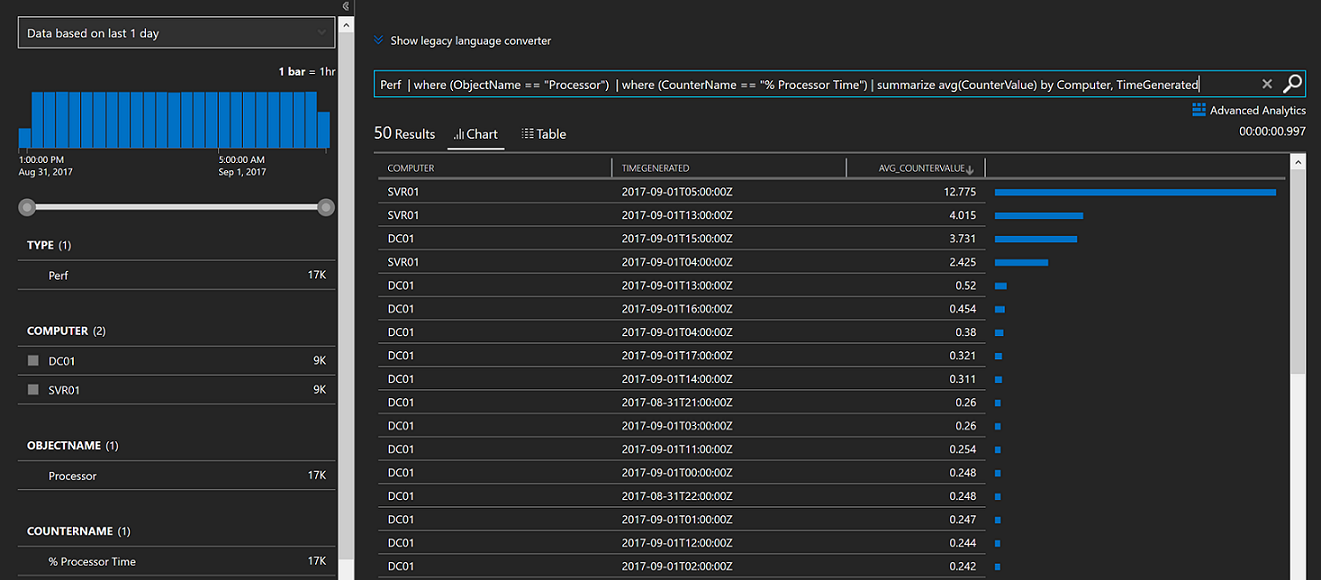 Data based on last 1 day
1 bar = 1hr
1:00:00 PM 5:00:00 AM
Aug 31, 2017 Sep 1, 2017
TYPE (1)
Perf 17K
COMPUTER (2)
DC01 9K
SVR01 9K
OBJECTNAME (1)
Processor 17K
COUNTERNAME (1)
% Processor Time 17K
Show legacy language converter
Perf | where (ObjectName == "Processor") | where (CounterName == "% Processor Time") | summarize avg(CounterValue) by Computer, TimeGenerated
Advanced Analytics
50 Results Chart Table 00:00:00.997
COMPUTER TIMEGENERATED AVG_COUNTERVALUE
SVR01 2017-09-01T05:00:00Z 12.775
SVR01 2017-09-01T13:00:00Z 4.015
DC01 2017-09-01T15:00:00Z 3.731
SVR01 2017-09-01T04:00:00Z 2.425
DC01 2017-09-01T13:00:00Z 0.52
DC01 2017-09-01T16:00:00Z 0.454
DC01 2017-09-01T04:00:00Z 0.38
DC01 2017-09-01T17:00:00Z 0.321
DC01 2017-09-01T14:00:00Z 0.311
DC01 2017-08-31T21:00:00Z 0.26
DC01 2017-09-01T03:00:00Z 0.26
DC01 2017-09-01T11:00:00Z 0.254
DC01 2017-09-01T00:00:00Z 0.248
DC01 2017-08-31T22:00:00Z 0.248
DC01 2017-09-01T01:00:00Z 0.247
DC01 2017-09-01T12:00:00Z 0.244
DC01 2017-09-01T02:00:00Z 0.242